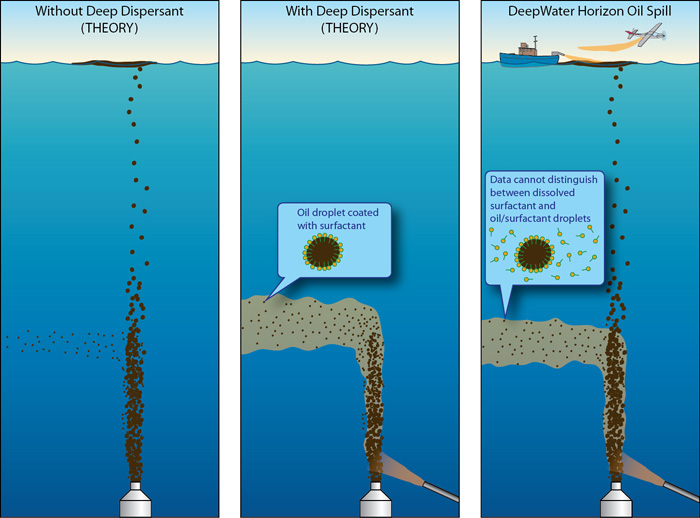 Without Deep Dispersant
(THEORY)
With Deep Dispersant
(THEORY)
Oil droplet coated
with surfactant
DeepWater Horizon Oil Spill
Data cannot distinguish
between dissolved
surfactant and
oil/surfactant droplets